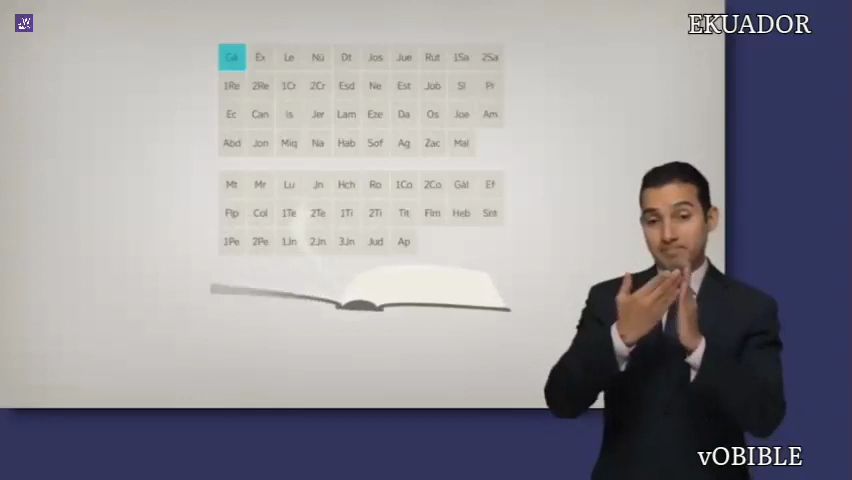 W
EKUADOR
Gé Ex Le Nú Dt Jos Jue Rut 1Sa 2Sa
1Re 2Re 1Cr 2Cr Esd Ne Est Job Sl Pr
Ec Can Is Jer Lam Eze Da Os Joe Am
Abd Jon Miq Na Hab Sof Ag Zac Mal
Mt Mr Lu Jn Hch Ro 1Co 2Co Gál Ef
Flp Col 1Te 2Te 1Ti 2Ti Tit Flm Heb Snt
1Pe 2Pe 1Jn 2Jn 3Jn Jud Ap
vOBIBLE